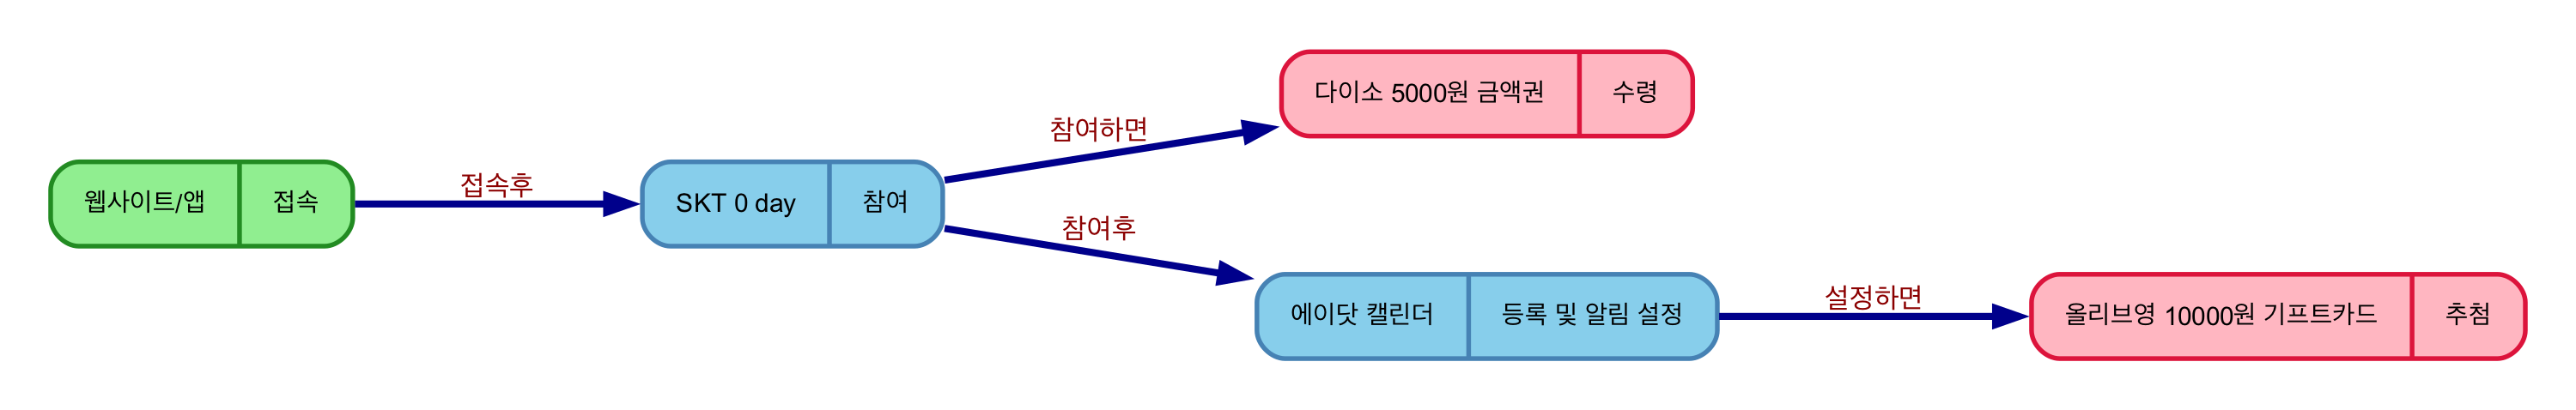 웹사이트/앱 접속
접속후
SKT 0 day 참여
참여하면
다이소 5000원 금액권 수령
참여후
에이닷 캘린더 등록 및 알림 설정
설정하면
올리브영 10000원 기프트카드 추첨